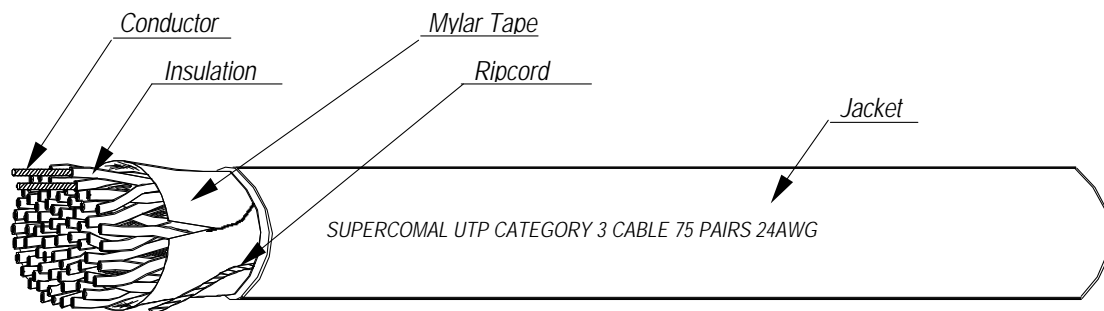 Conductor
Mylar Tape
Insulation
Ripcord
Jacket
SUPERCOMAL UTP CATEGORY 3 CABLE 75 PAIRS 24AWG